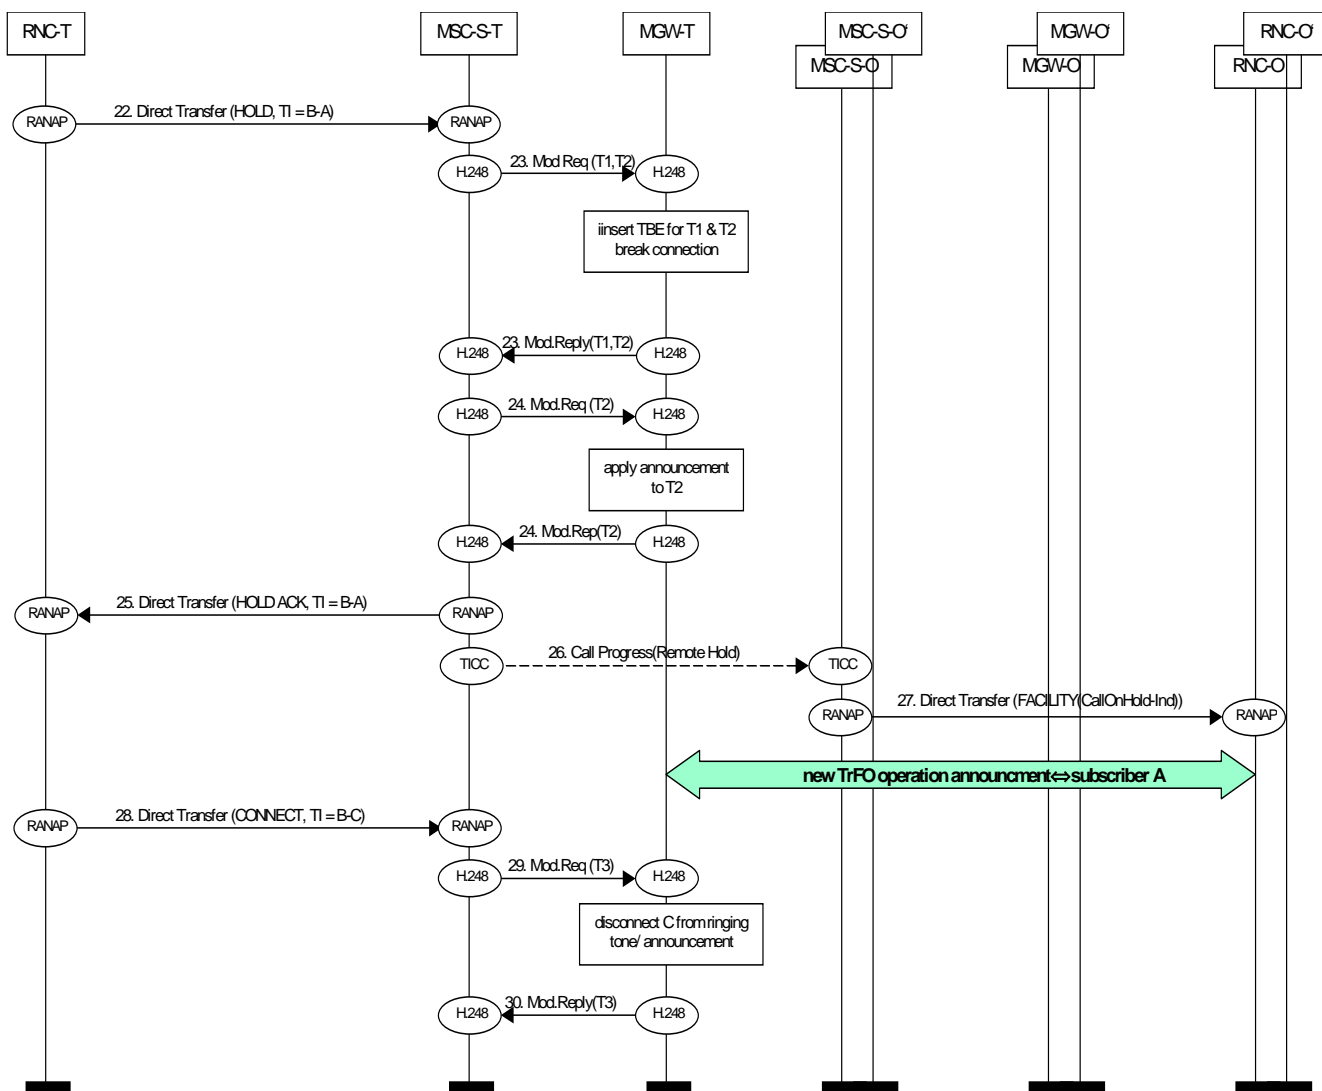 RNC-T
MSC-S-T
MGW-T
MSC-S-O'
MGW-O'
RNC-O'
MSC-S-O
MGW-O
RNC-O
22. Direct Transfer (HOLD, TI = B-A)
RANAP
RANAP
23. Mod Req (T1,T2)
H.248
H.248
iinsert TBE for T1 & T2
break connection
23. Mod.Reply(T1,T2)
H.248
H.248
24. Mod.Req (T2)
H.248
H.248
apply announcement
to T2
24. Mod.Rep(T2)
H.248
H.248
25. Direct Transfer (HOLD ACK, TI = B-A)
RANAP
RANAP
26. Call Progress(Remote Hold)
TICC
TICC
27. Direct Transfer (FACILITY(CallOnHold-Ind))
RANAP
RANAP
new TrFO operation announcment⇔subscriber A
28. Direct Transfer (CONNECT, TI = B-C)
RANAP
RANAP
29. Mod.Req (T3)
H.248
H.248
disconnect C from ringing
tone/ announcement
30. Mod.Reply(T3)
H.248
H.248